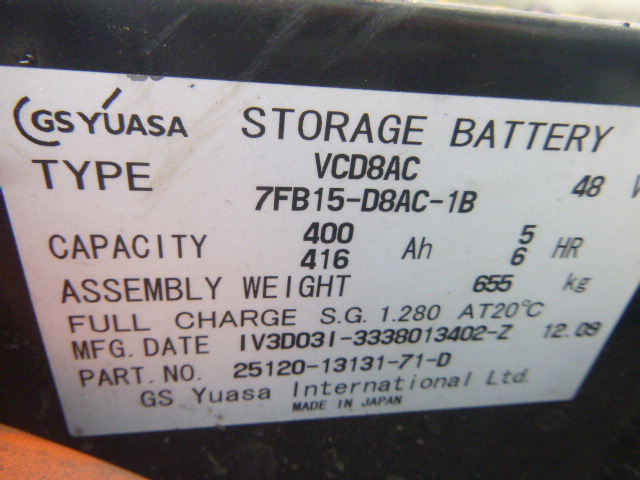 GS YUASA STORAGE BATTERY
TYPE VCD8AC 48 V
7FB15-D8AC-1B
CAPACITY 400 Ah 5 HR
416 6
ASSEMBLY WEIGHT 655 kg
FULL CHARGE S.G. 1.280 AT20℃
MFG. DATE IV3D03I-3338013402-Z 12.09
PART. NO. 25120-13131-71-D
GS Yuasa International Ltd.
MADE IN JAPAN